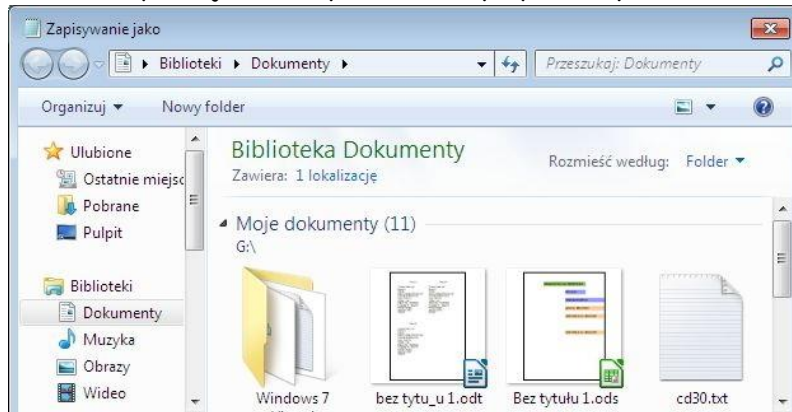 Zapisywanie jako
Biblioteki Dokumenty
Przeszukaj: Dokumenty
Organizuj
Nowy folder
Ulubione
Ostatnie miejsc
Pobrane
Pulpit
Biblioteki
Dokumenty
Muzyka
Obrazy
Wideo
Biblioteka Dokumenty
Zawiera: 1 lokalizację
Rozmieść według: Folder
Moje dokumenty (11)
G:\
Windows 7
bez tytu_u 1.odt
Bez tytułu 1.ods
cd30.txt